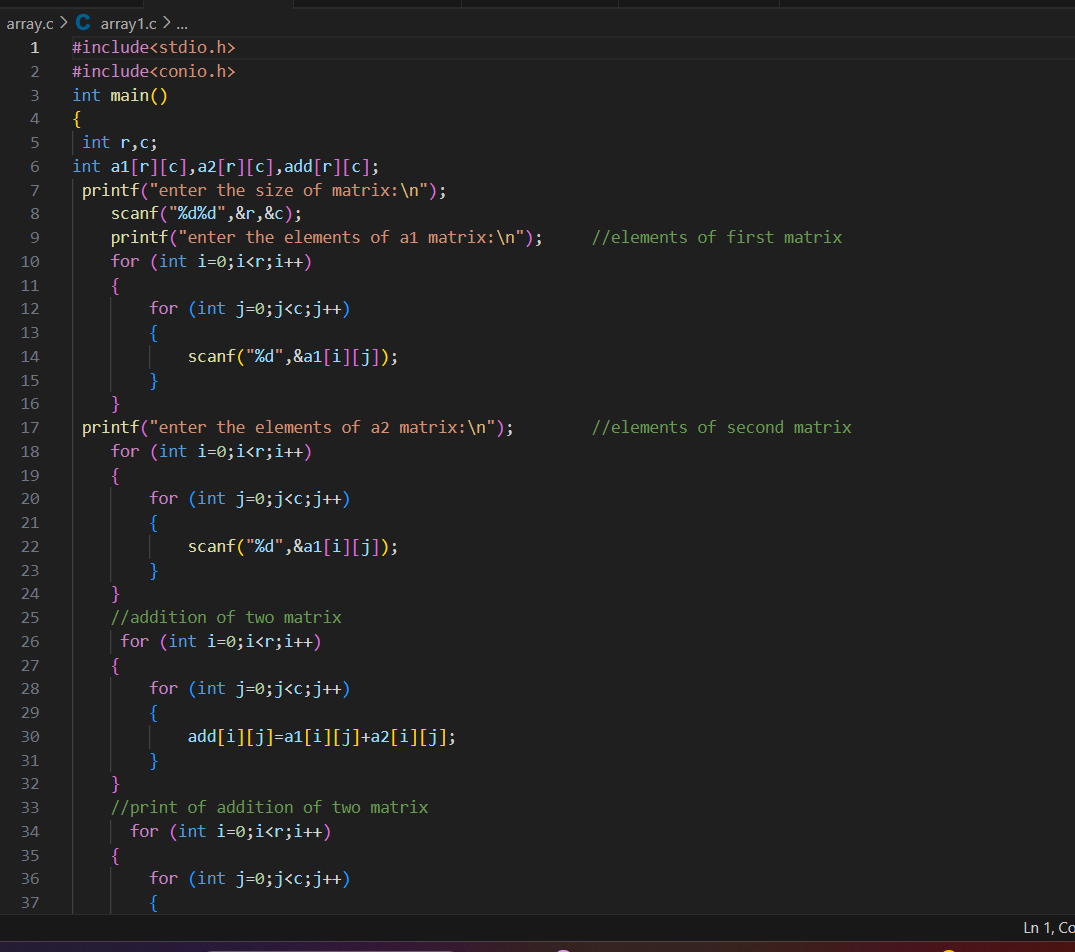 array.c > C array1.c > ...
1 #include<stdio.h>
2 #include<conio.h>
3 int main()
4 {
5  int r,c;
6 int a1[r][c],a2[r][c],add[r][c];
7  printf("enter the size of matrix:\n");
8     scanf("%d%d",&r,&c);
9     printf("enter the elements of a1 matrix:\n");     //elements of first matrix
10     for (int i=0;i<r;i++)
11     {
12         for (int j=0;j<c;j++)
13         {
14             scanf("%d",&a1[i][j]);
15         }
16     }
17  printf("enter the elements of a2 matrix:\n");        //elements of second matrix
18     for (int i=0;i<r;i++)
19     {
20         for (int j=0;j<c;j++)
21         {
22             scanf("%d",&a1[i][j]);
23         }
24     }
25     //addition of two matrix
26      for (int i=0;i<r;i++)
27     {
28         for (int j=0;j<c;j++)
29         {
30             add[i][j]=a1[i][j]+a2[i][j];
31         }
32     }
33     //print of addition of two matrix
34       for (int i=0;i<r;i++)
35     {
36         for (int j=0;j<c;j++)
37         {
Ln 1, Co